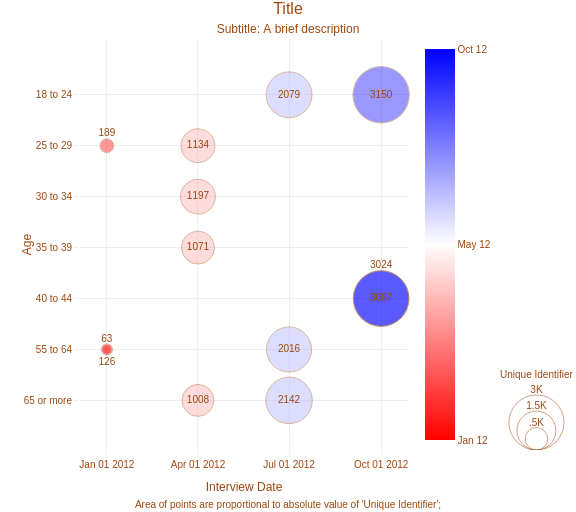 Title
Subtitle: A brief description
Oct 12
18 to 24
2079
3150
189
25 to 29
1134
30 to 34
1197
Age
35 to 39
1071
May 12
3024
40 to 44
3087
63
55 to 64
2016
126
Unique Identifier
3K
1.5K
.5K
65 or more
1008
2142
Jan 12
Jan 01 2012
Apr 01 2012
Jul 01 2012
Oct 01 2012
Interview Date
Area of points are proportional to absolute value of 'Unique Identifier';